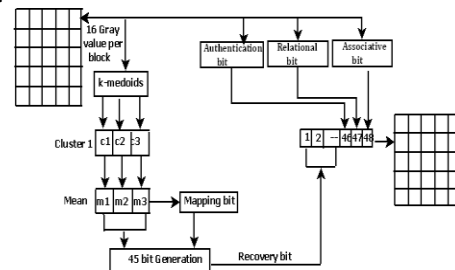 16 Gray
value per
block
Authentication
bit
Relational
bit
Associative
bit
k-medoids
1 2 -- 46 47 48
Cluster 1 c1 c2 c3
Mean m1 m2 m3 Mapping bit
45 bit Generation Recovery bit